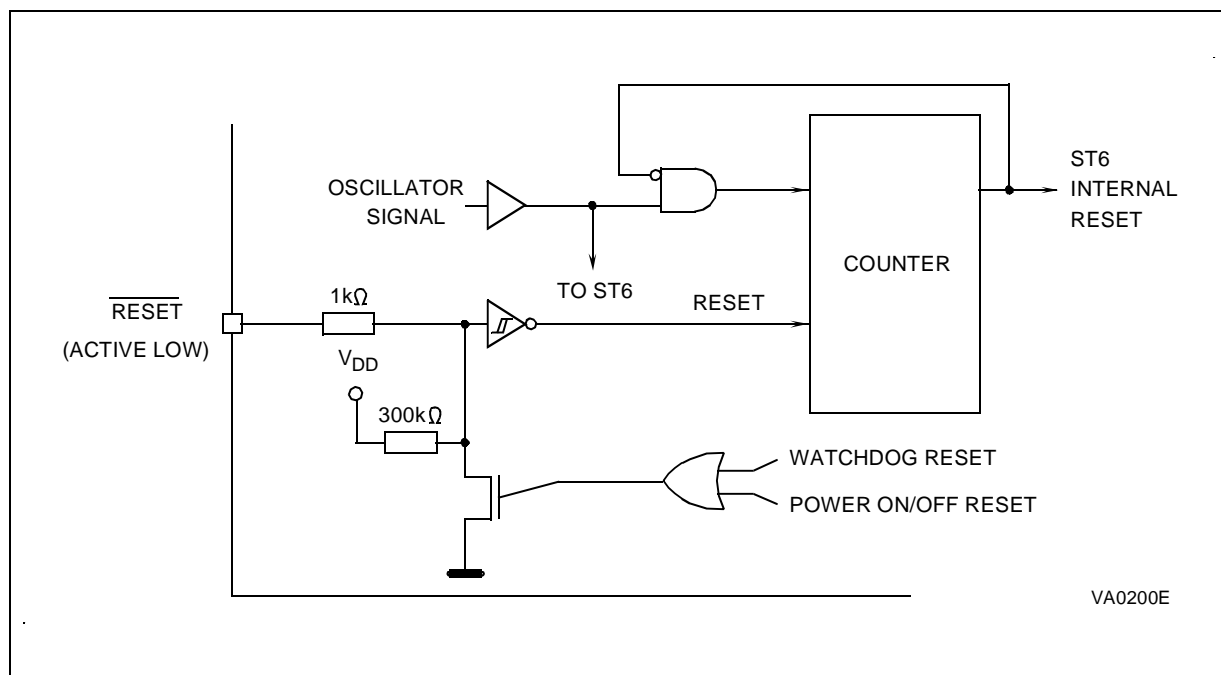 OSCILLATOR
SIGNAL
ST6
INTERNAL
RESET
COUNTER
TO ST6
RESET
1kΩ
RESET
(ACTIVE LOW)
VDD
300kΩ
WATCHDOG RESET
POWER ON/OFF RESET
VA0200E